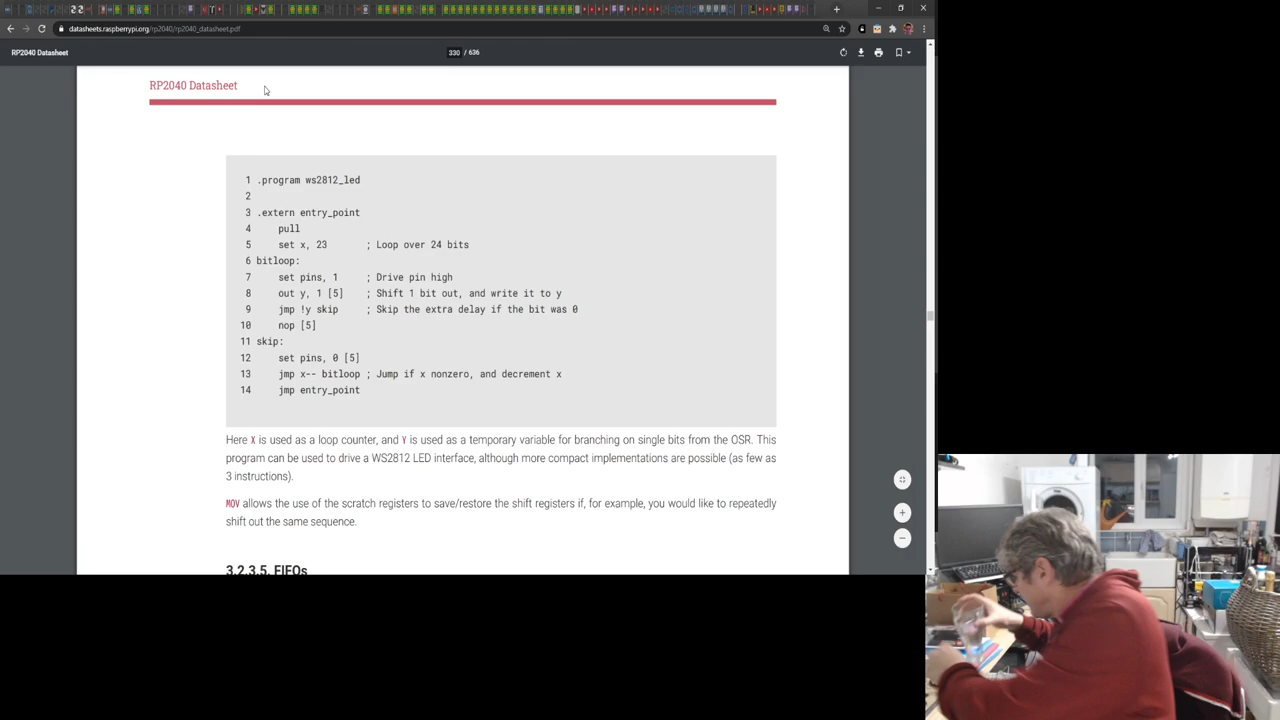 datasheets.raspberrypi.org/rp2040/rp2040_datasheet.pdf
RP2040 Datasheet
330 / 636
RP2040 Datasheet
1 .program ws2812_led
2
3 .extern entry_point
4 pull
5 set x, 23 ; Loop over 24 bits
6 bitloop:
7 set pins, 1 ; Drive pin high
8 out y, 1 [5] ; Shift 1 bit out, and write it to y
9 jmp !y skip ; Skip the extra delay if the bit was 0
10 nop [5]
11 skip:
12 set pins, 0 [5]
13 jmp x-- bitloop ; Jump if x nonzero, and decrement x
14 jmp entry_point
Here X is used as a loop counter, and Y is used as a temporary variable for branching on single bits from the OSR. This
program can be used to drive a WS2812 LED interface, although more compact implementations are possible (as few as
3 instructions).
MOV allows the use of the scratch registers to save/restore the shift registers if, for example, you would like to repeatedly
shift out the same sequence.
3.2.3.5. FIFOs